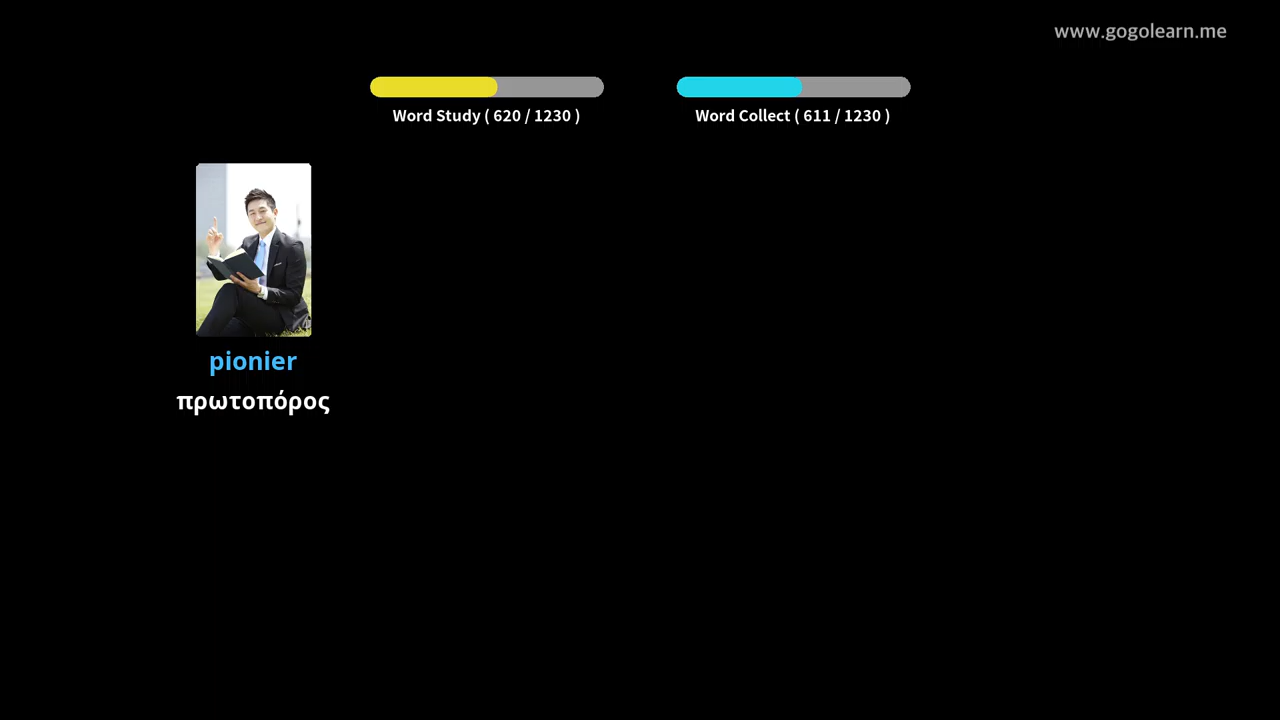 www.gogolearn.me
Word Study ( 620 / 1230 )
Word Collect ( 611 / 1230 )
pionier
πρωτοπόρος